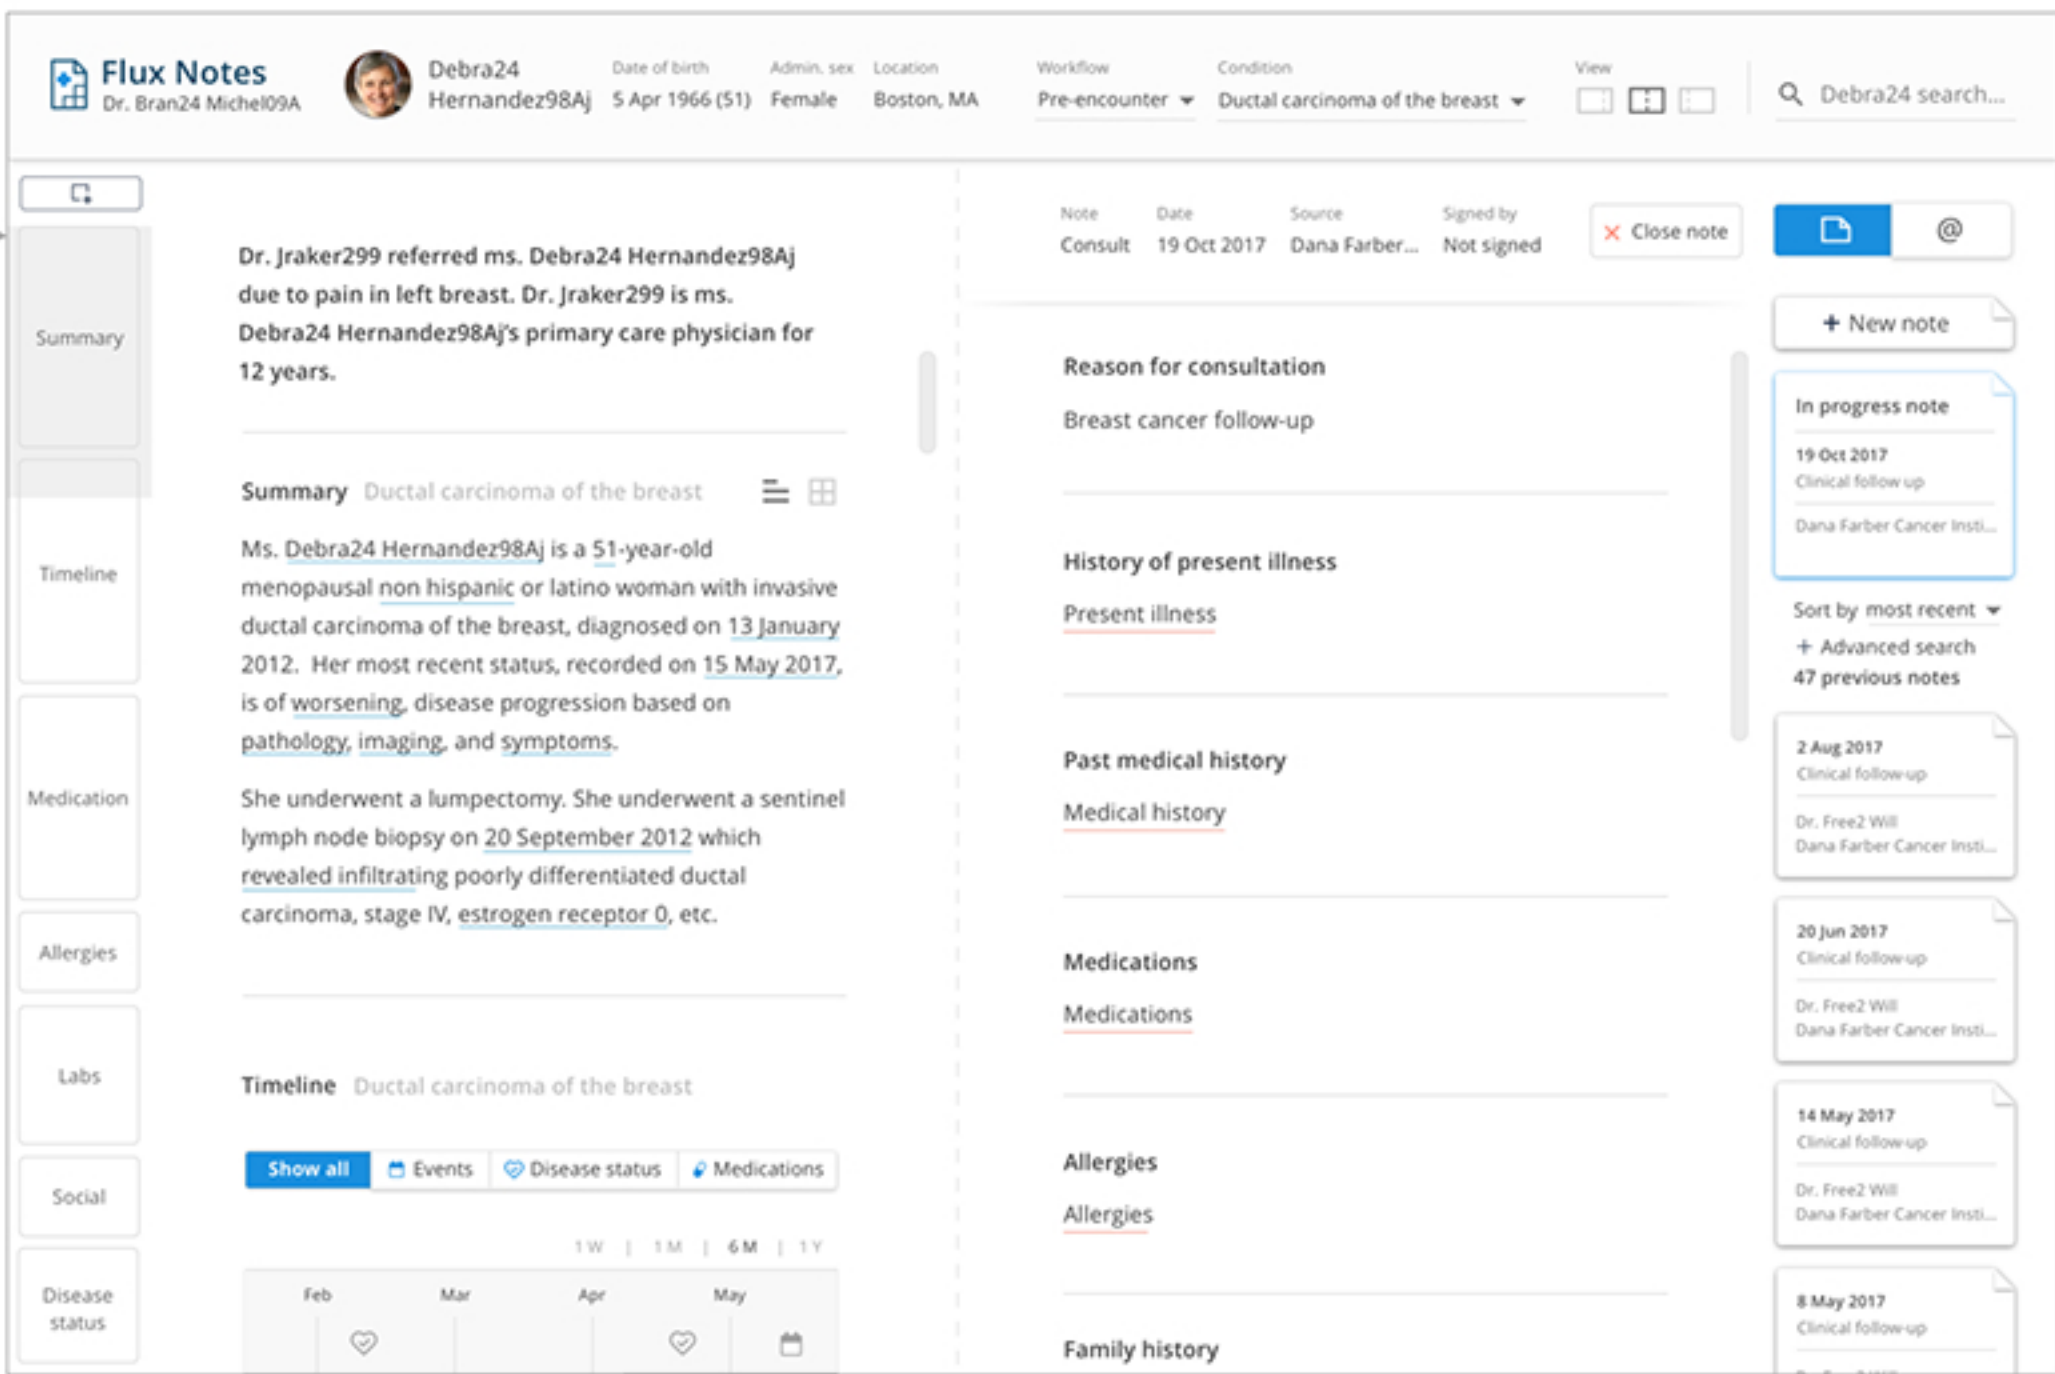 Flux Notes
Dr. Bran24 Michel09A
Debra24
Hernandez98Aj
Date of birth
5 Apr 1966 (51)
Admin. sex
Female
Location
Boston, MA
Workflow
Pre-encounter
Condition
Ductal carcinoma of the breast
View
Debra24 search...
Summary
Timeline
Medication
Allergies
Labs
Social
Disease
status
Dr. Jraker299 referred ms. Debra24 Hernandez98Aj
due to pain in left breast. Dr. Jraker299 is ms.
Debra24 Hernandez98Aj's primary care physician for
12 years.
Summary Ductal carcinoma of the breast
Ms. Debra24 Hernandez98Aj is a 51-year-old
menopausal non hispanic or latino woman with invasive
ductal carcinoma of the breast, diagnosed on 13 January
2012. Her most recent status, recorded on 15 May 2017,
is of worsening, disease progression based on
pathology, imaging, and symptoms.
She underwent a lumpectomy. She underwent a sentinel
lymph node biopsy on 20 September 2012 which
revealed infiltrating poorly differentiated ductal
carcinoma, stage IV, estrogen receptor 0, etc.
Timeline Ductal carcinoma of the breast
Show all Events Disease status Medications
1 W | 1 M | 6 M | 1 Y
Feb Mar Apr May
Note
Consult
Date
19 Oct 2017
Source
Dana Farber...
Signed by
Not signed
Close note
Reason for consultation
Breast cancer follow-up
History of present illness
Present illness
Past medical history
Medical history
Medications
Medications
Allergies
Allergies
Family history
@
+ New note
In progress note
19 Oct 2017
Clinical follow up
Dana Farber Cancer Insti...
Sort by most recent
+ Advanced search
47 previous notes
2 Aug 2017
Clinical follow-up
Dr. Free2 Will
Dana Farber Cancer Insti...
20 Jun 2017
Clinical follow-up
Dr. Free2 Will
Dana Farber Cancer Insti...
14 May 2017
Clinical follow-up
Dr. Free2 Will
Dana Farber Cancer Insti...
8 May 2017
Clinical follow-up